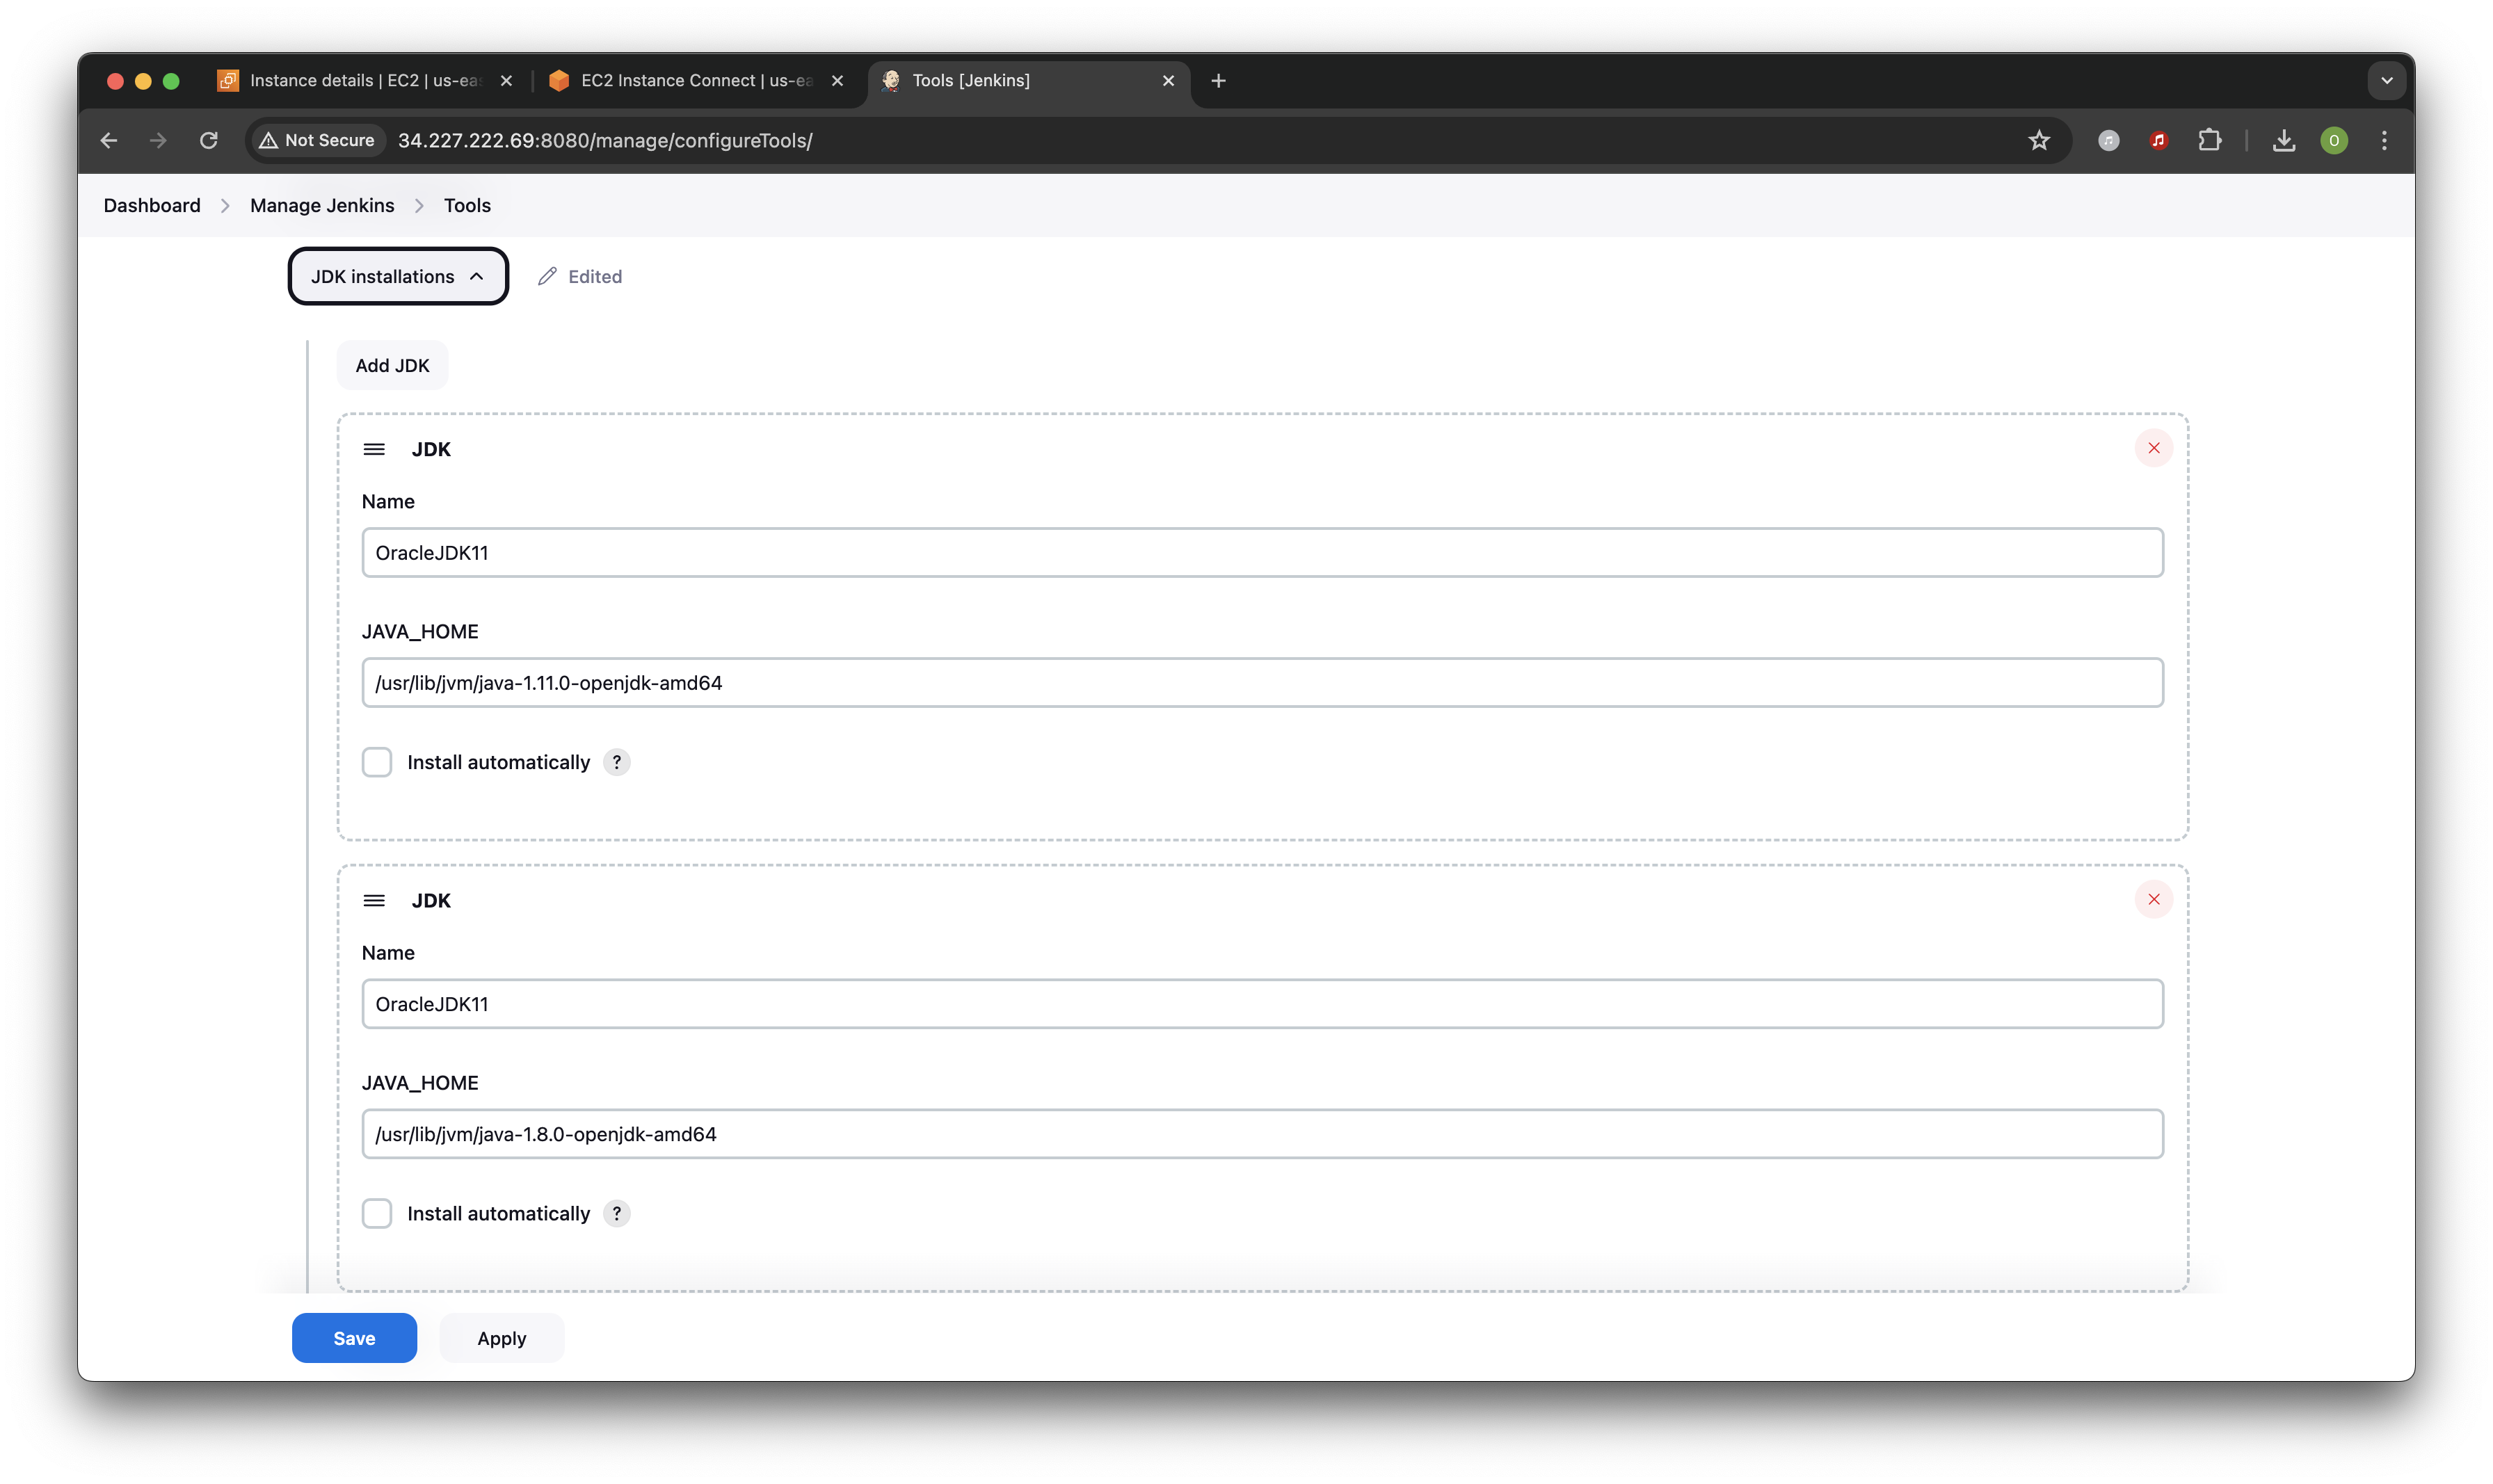 Instance details | EC2 | us-eas
EC2 Instance Connect | us-ea
Tools [Jenkins]
Not Secure
34.227.222.69:8080/manage/configureTools/
O
Dashboard
Manage Jenkins
Tools
JDK installations
Edited
Add JDK
JDK
Name
OracleJDK11
JAVA_HOME
/usr/lib/jvm/java-1.11.0-openjdk-amd64
Install automatically ?
JDK
Name
OracleJDK11
JAVA_HOME
/usr/lib/jvm/java-1.8.0-openjdk-amd64
Install automatically ?
Save
Apply